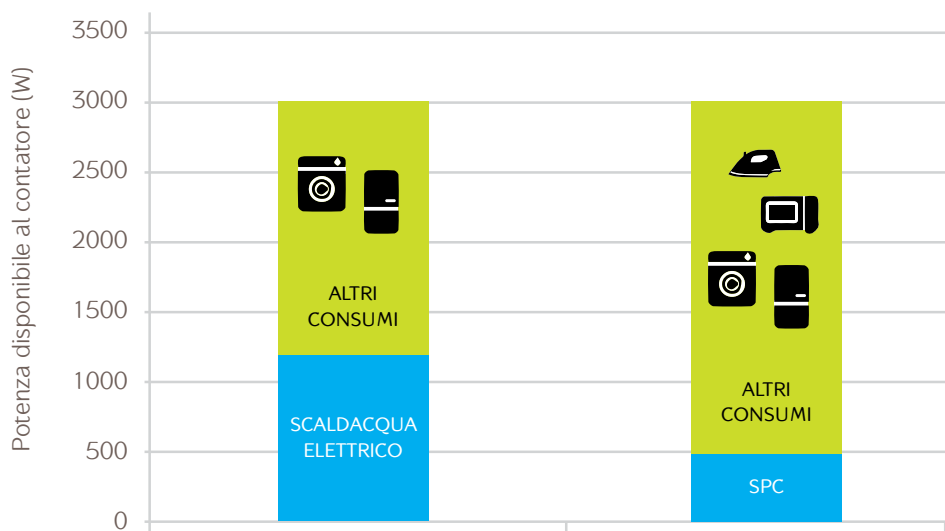 Potenza disponibile al contatore (W)
3500
3000
2500
2000
1500
1000
500
0
ALTRI
CONSUMI
SCALDACQUA
ELETTRICO
ALTRI
CONSUMI
SPC